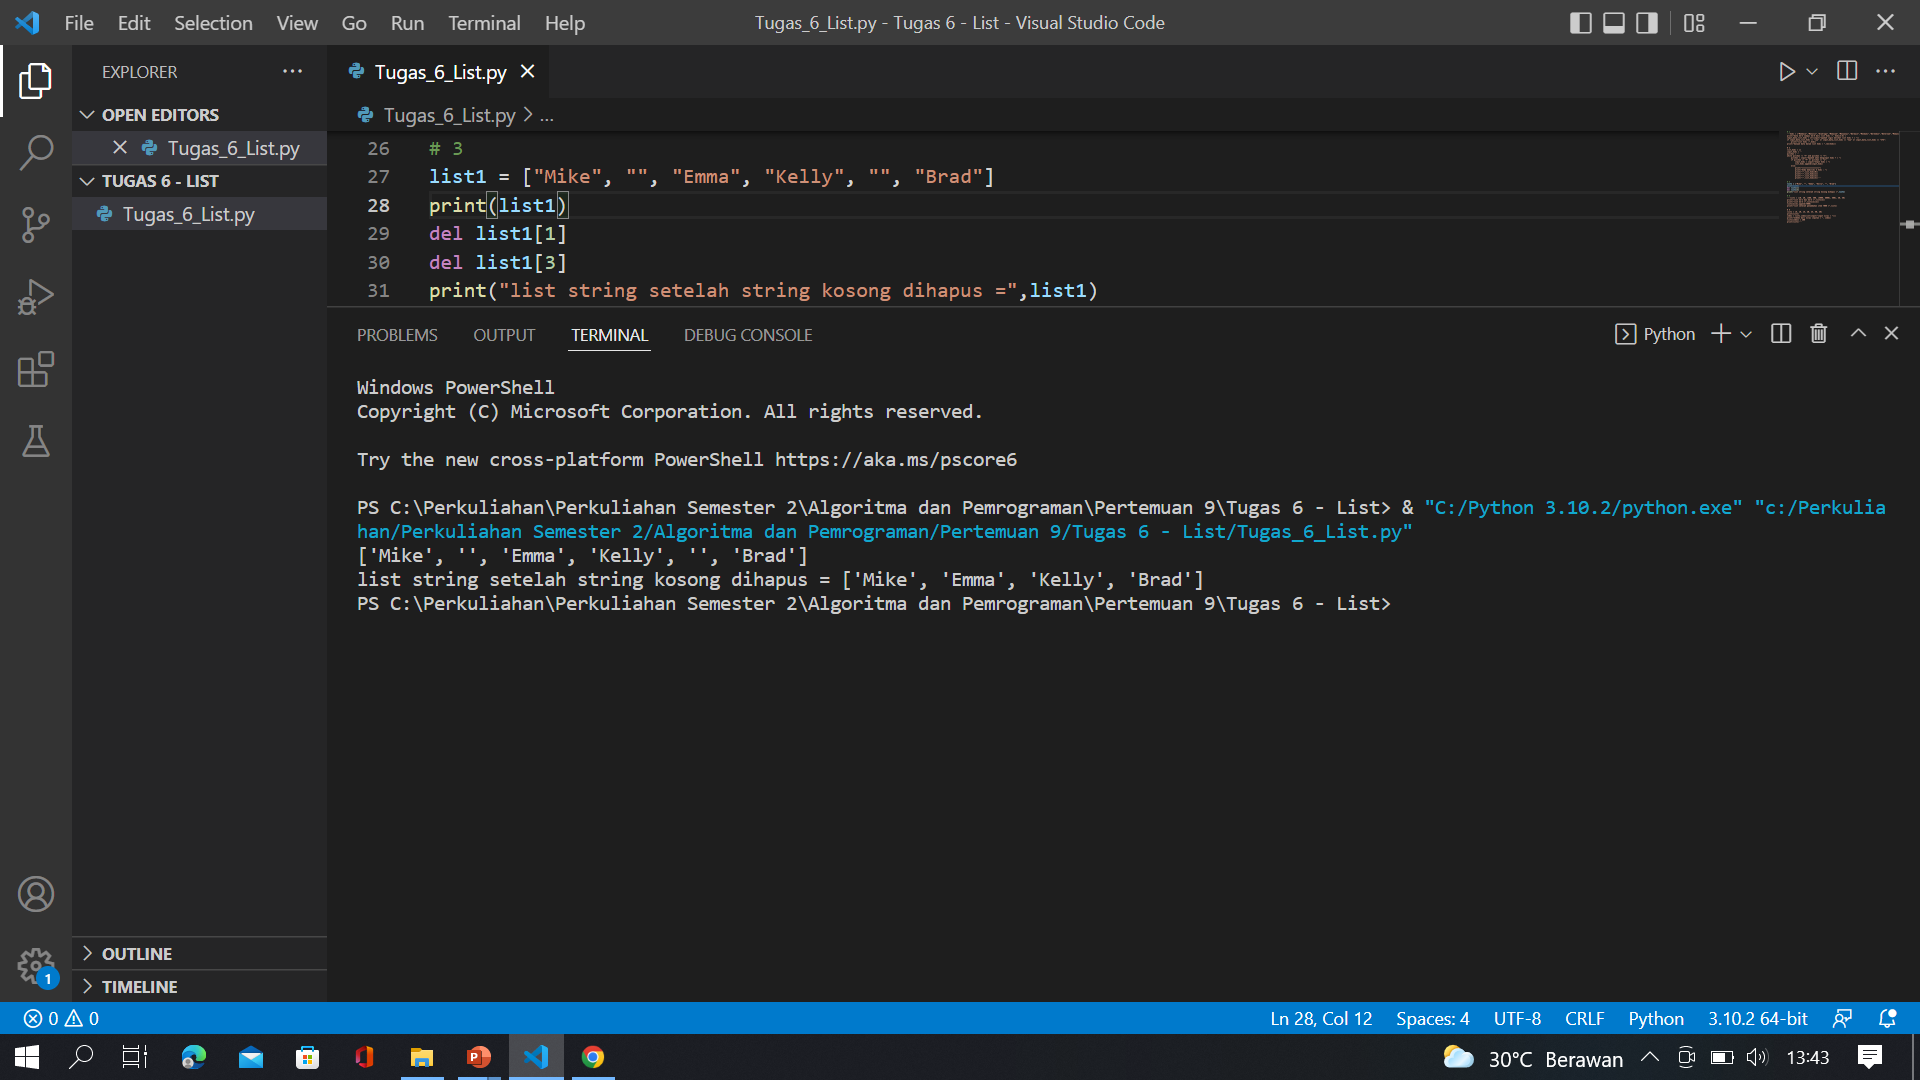 File Edit Selection View Go Run Terminal Help
Tugas_6_List.py - Tugas 6 - List - Visual Studio Code
EXPLORER
OPEN EDITORS
Tugas_6_List.py
TUGAS 6 - LIST
Tugas_6_List.py
OUTLINE
TIMELINE
Tugas_6_List.py
Tugas_6_List.py > ...
26 # 3
27 list1 = ["Mike", "", "Emma", "Kelly", "", "Brad"]
28 print(list1)
29 del list1[1]
30 del list1[3]
31 print("list string setelah string kosong dihapus =",list1)
PROBLEMS OUTPUT TERMINAL DEBUG CONSOLE
Python
Windows PowerShell
Copyright (C) Microsoft Corporation. All rights reserved.
Try the new cross-platform PowerShell https://aka.ms/pscore6
PS C:\Perkuliahan\Perkuliahan Semester 2\Algoritma dan Pemrograman\Pertemuan 9\Tugas 6 - List> & "C:/Python 3.10.2/python.exe" "c:/Perkulia
han/Perkuliahan Semester 2/Algoritma dan Pemrograman/Pertemuan 9/Tugas 6 - List/Tugas_6_List.py"
['Mike', '', 'Emma', 'Kelly', '', 'Brad']
list string setelah string kosong dihapus = ['Mike', 'Emma', 'Kelly', 'Brad']
PS C:\Perkuliahan\Perkuliahan Semester 2\Algoritma dan Pemrograman\Pertemuan 9\Tugas 6 - List>
1
0 0
Ln 28, Col 12 Spaces: 4 UTF-8 CRLF Python 3.10.2 64-bit
30°C Berawan 13:43